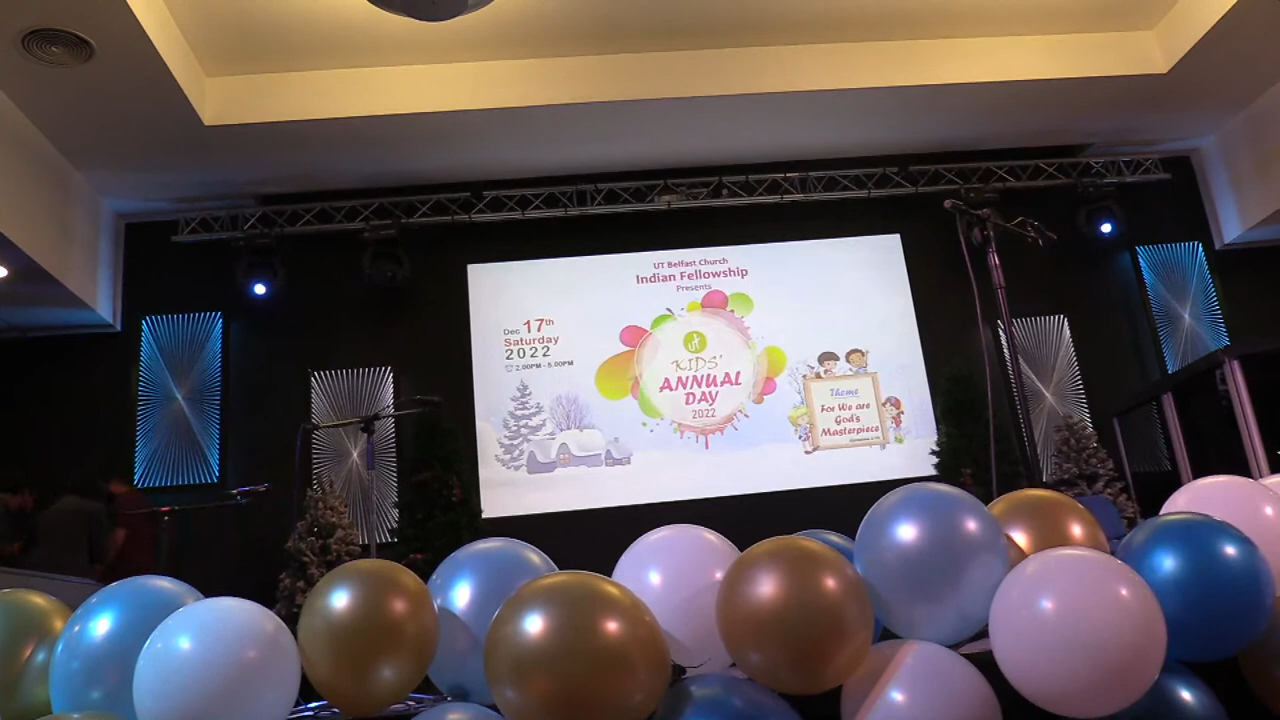 UT Belfast Church
Indian Fellowship
Presents
Dec 17th
Saturday
2022
2.00PM - 5.00PM
UT
KIDS'
ANNUAL
DAY
2022
Theme
For We are
God's
Masterpiece